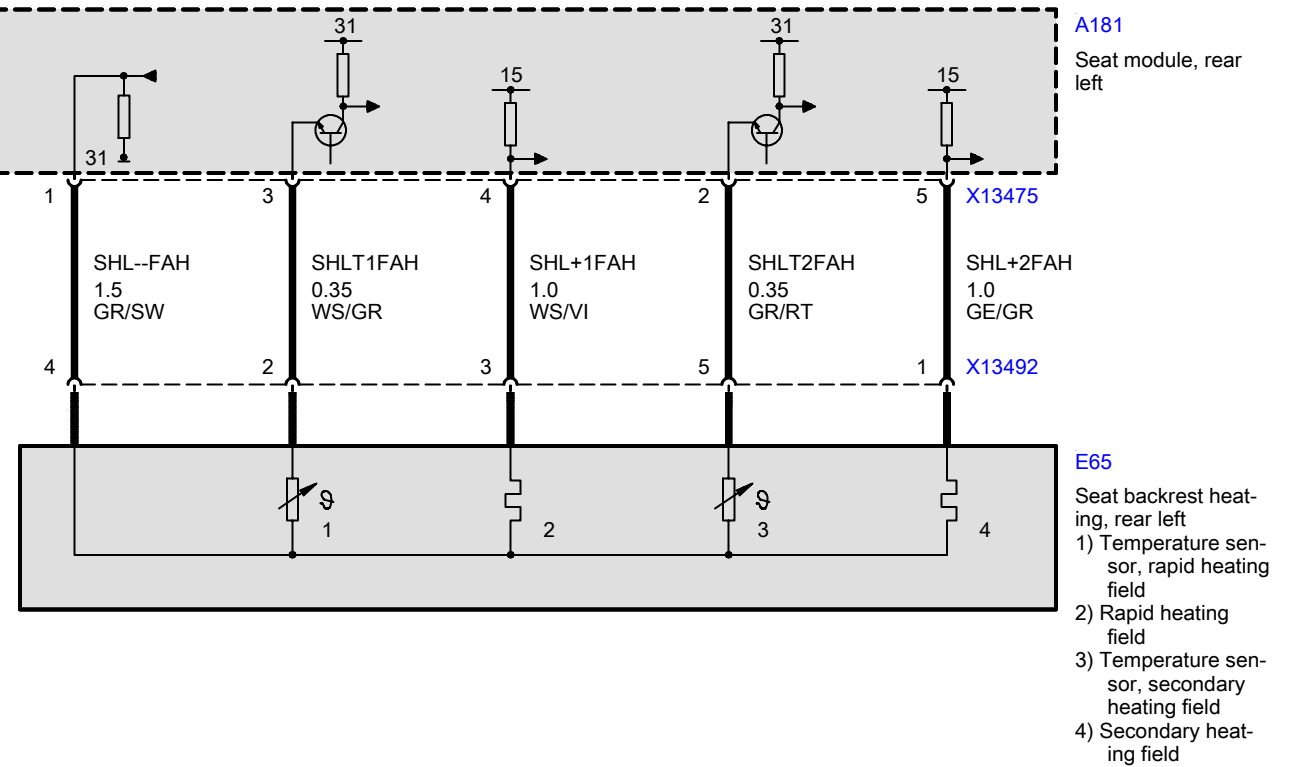 31
31
A181
Seat module, rear
left
15
15
31
1
3
4
2
5
X13475
SHL--FAH
1.5
GR/SW
SHLT1FAH
0.35
WS/GR
SHL+1FAH
1.0
WS/VI
SHLT2FAH
0.35
GR/RT
SHL+2FAH
1.0
GE/GR
4
2
3
5
1
X13492
E65
Seat backrest heat-
ing, rear left
1) Temperature sen-
sor, rapid heating
field
2) Rapid heating
field
3) Temperature sen-
sor, secondary
heating field
4) Secondary heat-
ing field
ϑ
1
2
ϑ
3
4